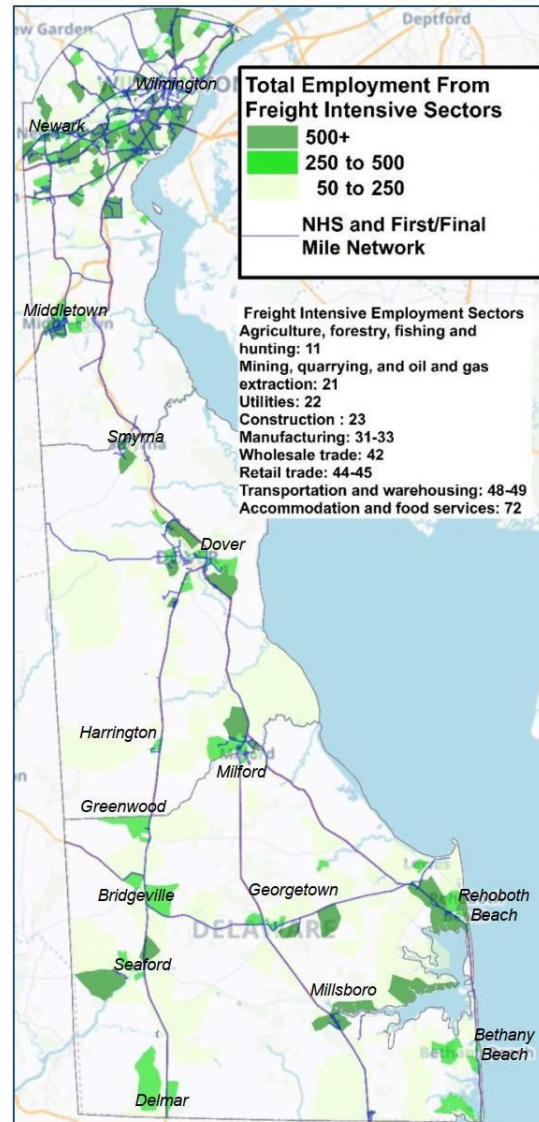 New Garden
Deptford
Wilmington
Newark
Total Employment From
Freight Intensive Sectors
500+
250 to 500
50 to 250
NHS and First/Final
Mile Network
Middletown
Freight Intensive Employment Sectors
Agriculture, forestry, fishing and
hunting: 11
Mining, quarrying, and oil and gas
extraction: 21
Utilities: 22
Construction : 23
Manufacturing: 31-33
Wholesale trade: 42
Retail trade: 44-45
Transportation and warehousing: 48-49
Accommodation and food services: 72
Smyrna
Dover
Harrington
Milford
Greenwood
Bridgeville
Georgetown
Rehoboth
Beach
DELAWARE
Seaford
Millsboro
Bethany
Beach
Delmar